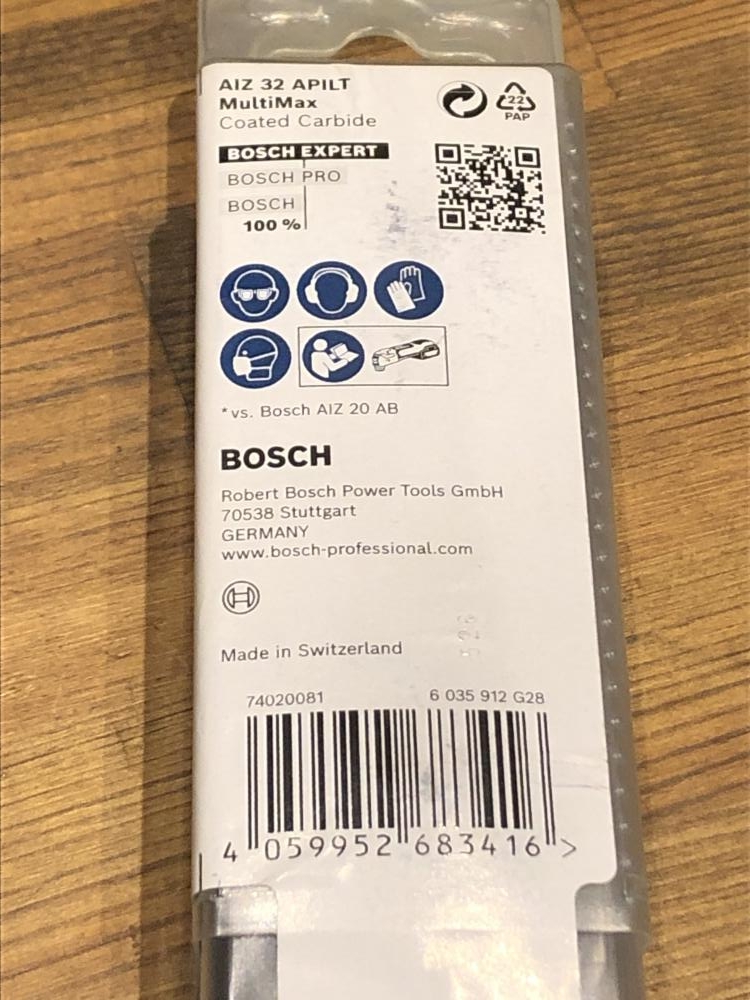 AIZ 32 APILT
MultiMax
Coated Carbide
22
PAP
BOSCH EXPERT
BOSCH PRO
BOSCH
100 %
* vs. Bosch AIZ 20 AB
BOSCH
Robert Bosch Power Tools GmbH
70538 Stuttgart
GERMANY
www.bosch-professional.com
Made in Switzerland
74020081 6 035 912 G28
4 059952 683416 >